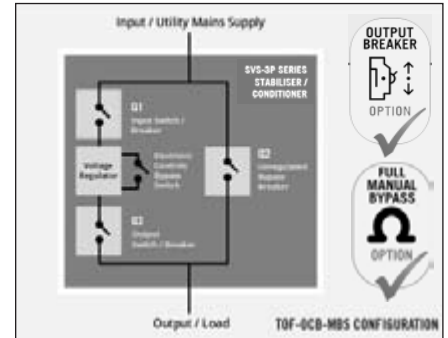 Input / Utility Mains Supply
SVS-3P SERIES
STABILISER /
CONDITIONER
Q1
Input Switch /
Breaker
Voltage
Regulator
Electronic
Controls
Bypass
Switch
Q2
Unregulated
Bypass
Breaker
Q3
Output
Switch / Breaker
Output / Load
TOF-OCB-MBS CONFIGURATION
OUTPUT
BREAKER
OPTION
FULL
MANUAL
BYPASS
Ω
OPTION